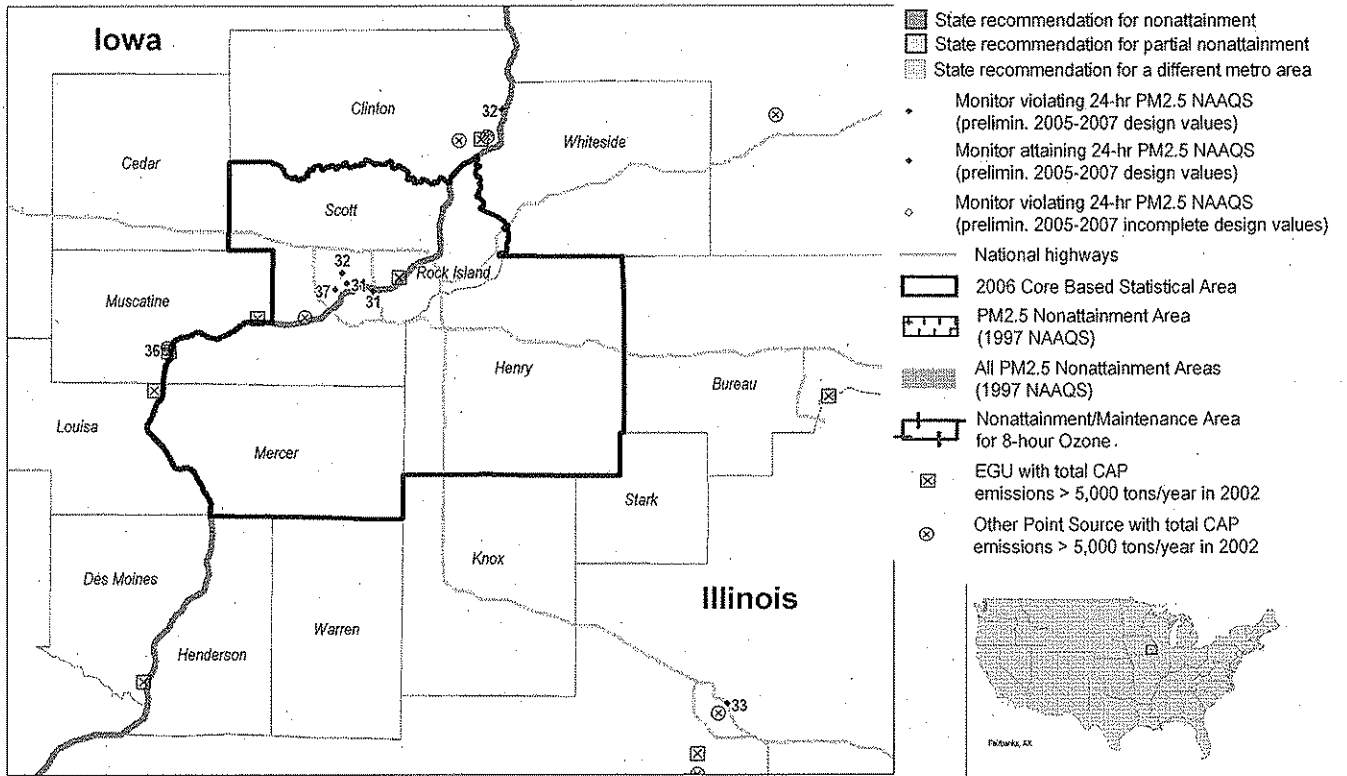 Iowa
Clinton
32
Whiteside
Cedar
Scott
32
31
37
31
Rock Island
Muscatine
36
Henry
Bureau
Louisa
Mercer
Stark
Knox
Des Moines
Illinois
Warren
Henderson
33
State recommendation for nonattainment
State recommendation for partial nonattainment
State recommendation for a different metro area
Monitor violating 24-hr PM2.5 NAAQS
(prelimin. 2005-2007 design values)
Monitor attaining 24-hr PM2.5 NAAQS
(prelimin. 2005-2007 design values)
Monitor violating 24-hr PM2.5 NAAQS
(prelimin. 2005-2007 incomplete design values)
National highways
2006 Core Based Statistical Area
PM2.5 Nonattainment Area
(1997 NAAQS)
All PM2.5 Nonattainment Areas
(1997 NAAQS)
Nonattainment/Maintenance Area
for 8-hour Ozone.
EGU with total CAP
emissions > 5,000 tons/year in 2002
Other Point Source with total CAP
emissions > 5,000 tons/year in 2002
Fairbanks, AK